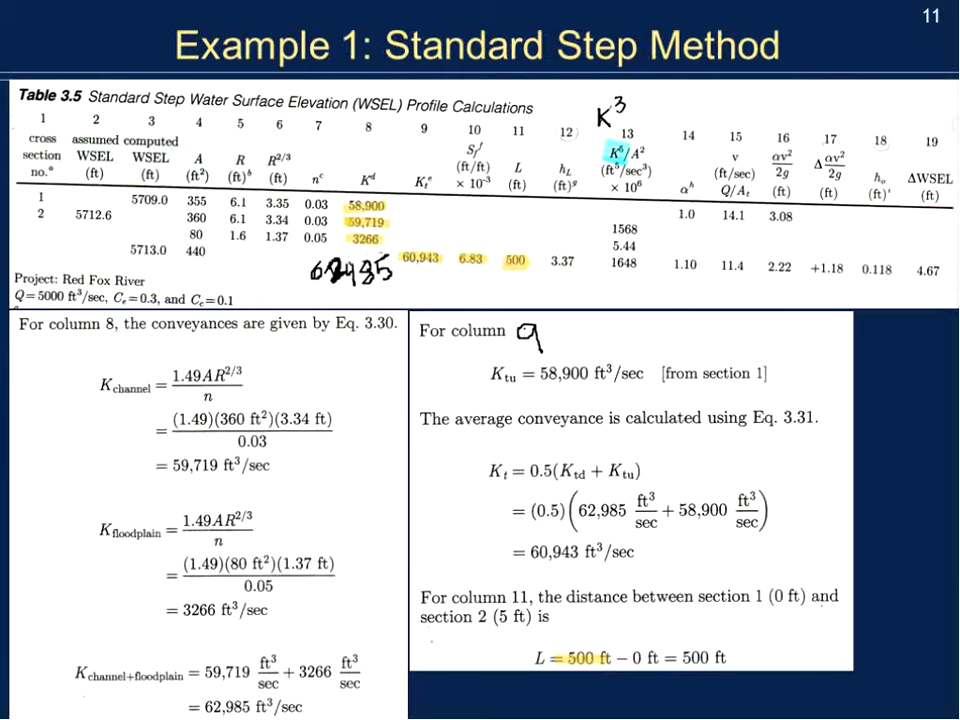 11
Example 1: Standard Step Method
Table 3.5 Standard Step Water Surface Elevation (WSEL) Profile Calculations
K³
1 2 3 4 5 6 7 8 9 10 11 12 13 14 15 16 17 18 19
cross section no.ᵃ assumed WSEL (ft) computed WSEL (ft) A (ft²) R (ft)ᵇ R^2/3 (ft) nᶜ Kᵈ Kₜᵉ S_f^f (ft/ft) × 10⁻³ L (ft) h_L (ft)ᵍ K³/A² (ft⁵/sec³) × 10⁶ αʰ v (ft/sec) Q/Aₜ αv²/2g (ft) Δαv²/2g (ft) hₒ (ft)ⁱ ΔWSEL (ft)
1 5709.0 355 6.1 3.35 0.03 58,900 1.0 14.1 3.08
2 5712.6 360 6.1 3.34 0.03 59,719 1568
80 1.6 1.37 0.05 3266 5.44
5713.0 440 60,943 6.83 500 3.37 1648 1.10 11.4 2.22 +1.18 0.118 4.67
Project: Red Fox River
Q = 5000 ft³/sec, Cₑ = 0.3, and C_c = 0.1
For column 8, the conveyances are given by Eq. 3.30.
K_channel = 1.49AR^2/3 / n
= (1.49)(360 ft²)(3.34 ft) / 0.03
= 59,719 ft³/sec
K_floodplain = 1.49AR^2/3 / n
= (1.49)(80 ft²)(1.37 ft) / 0.05
= 3266 ft³/sec
K_channel+floodplain = 59,719 ft³/sec + 3266 ft³/sec
= 62,985 ft³/sec
For column 9
K_tu = 58,900 ft³/sec [from section 1]
The average conveyance is calculated using Eq. 3.31.
Kₜ = 0.5(K_td + K_tu)
= (0.5)(62,985 ft³/sec + 58,900 ft³/sec)
= 60,943 ft³/sec
For column 11, the distance between section 1 (0 ft) and
section 2 (5 ft) is
L = 500 ft − 0 ft = 500 ft